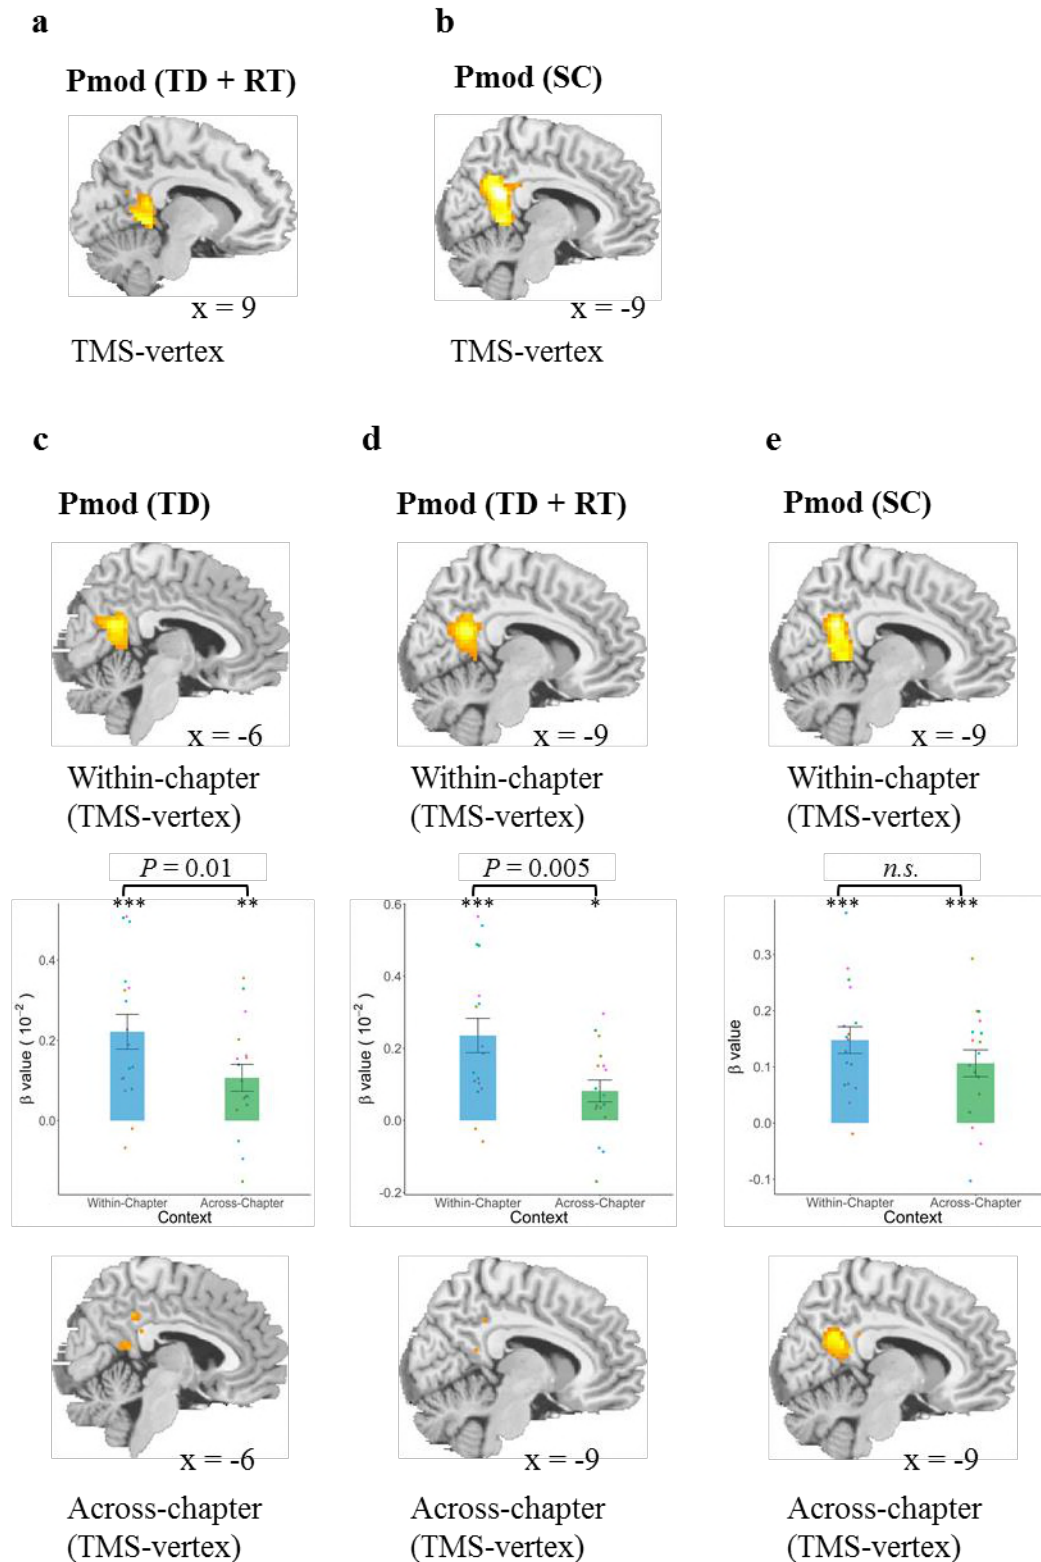 a
b
Pmod (TD + RT)
Pmod (SC)
x = 9
x = -9
TMS-vertex
TMS-vertex
c
d
e
Pmod (TD)
Pmod (TD + RT)
Pmod (SC)
x = -6
x = -9
x = -9
Within-chapter
(TMS-vertex)
Within-chapter
(TMS-vertex)
Within-chapter
(TMS-vertex)
P = 0.01
***
**
0.4
0.2
0.0
β value ( 10⁻² )
Within-Chapter
Across-Chapter
Context
P = 0.005
***
*
0.6
0.4
0.2
0.0
-0.2
β value ( 10⁻² )
Within-Chapter
Across-Chapter
Context
n.s.
***
***
0.3
0.2
0.1
0.0
-0.1
β value
Within-Chapter
Across-Chapter
Context
x = -6
x = -9
x = -9
Across-chapter
(TMS-vertex)
Across-chapter
(TMS-vertex)
Across-chapter
(TMS-vertex)